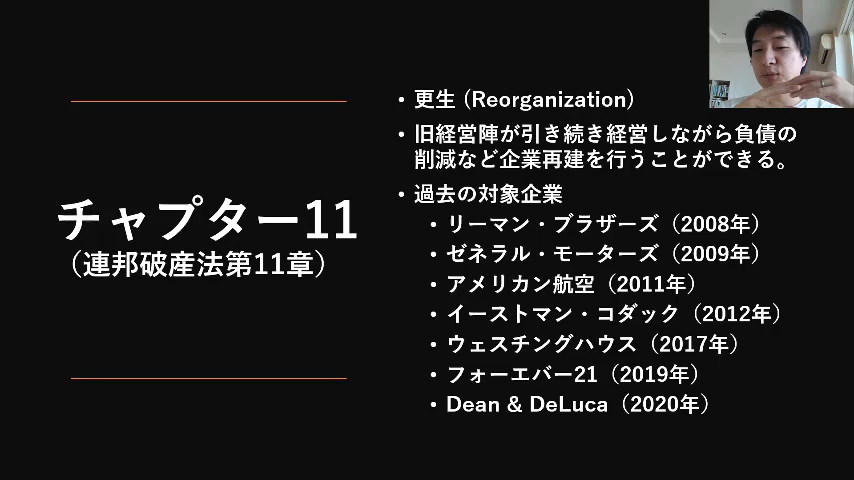 チャプター11
（連邦破産法第11章）
• 更生 (Reorganization)
• 旧経営陣が引き続き経営しながら負債の
削減など企業再建を行うことができる。
• 過去の対象企業
• リーマン・ブラザーズ（2008年）
• ゼネラル・モーターズ（2009年）
• アメリカン航空（2011年）
• イーストマン・コダック（2012年）
• ウェスチングハウス（2017年）
• フォーエバー21（2019年）
• Dean & DeLuca（2020年）